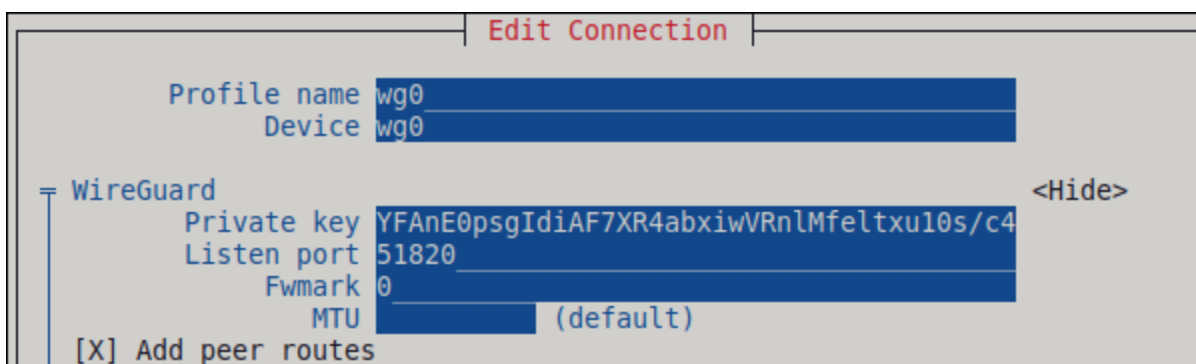 Edit Connection
Profile name wg0
Device wg0
WireGuard <Hide>
Private key YFAnE0psgIdiAF7XR4abxiwVRnlMfeltxu10s/c4
Listen port 51820
Fwmark 0
MTU (default)
[X] Add peer routes